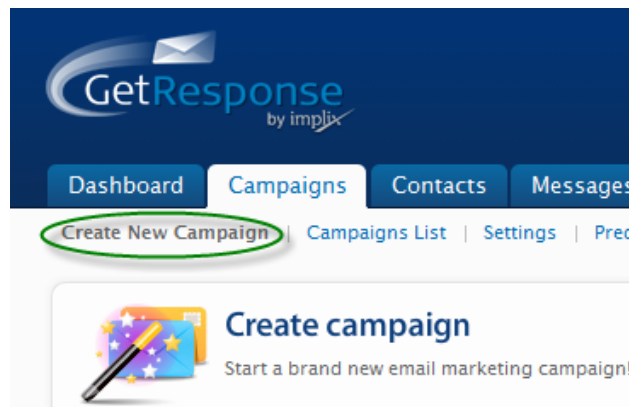 GetResponse
by implix
Dashboard Campaigns Contacts Messages
Create New Campaign | Campaigns List | Settings |
Create campaign
Start a brand new email marketing campaign!